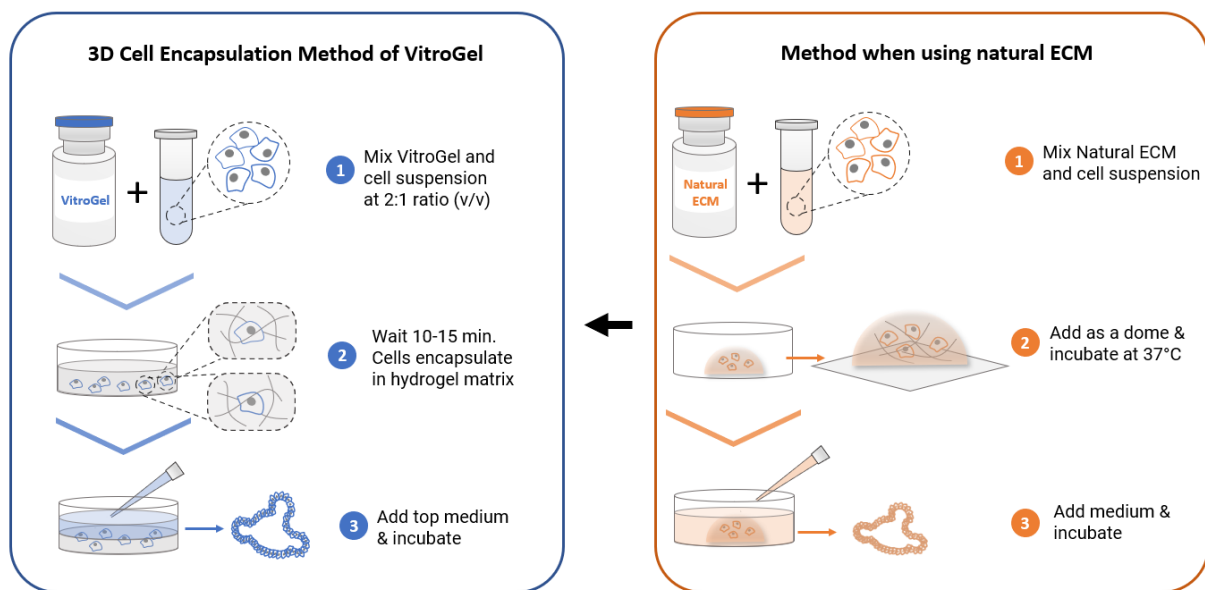 3D Cell Encapsulation Method of VitroGel
VitroGel
+
1
Mix VitroGel and
cell suspension
at 2:1 ratio (v/v)
2
Wait 10-15 min.
Cells encapsulate
in hydrogel matrix
3
Add top medium
& incubate
Method when using natural ECM
Natural
ECM
+
1
Mix Natural ECM
and cell suspension
2
Add as a dome &
incubate at 37°C
3
Add medium &
incubate